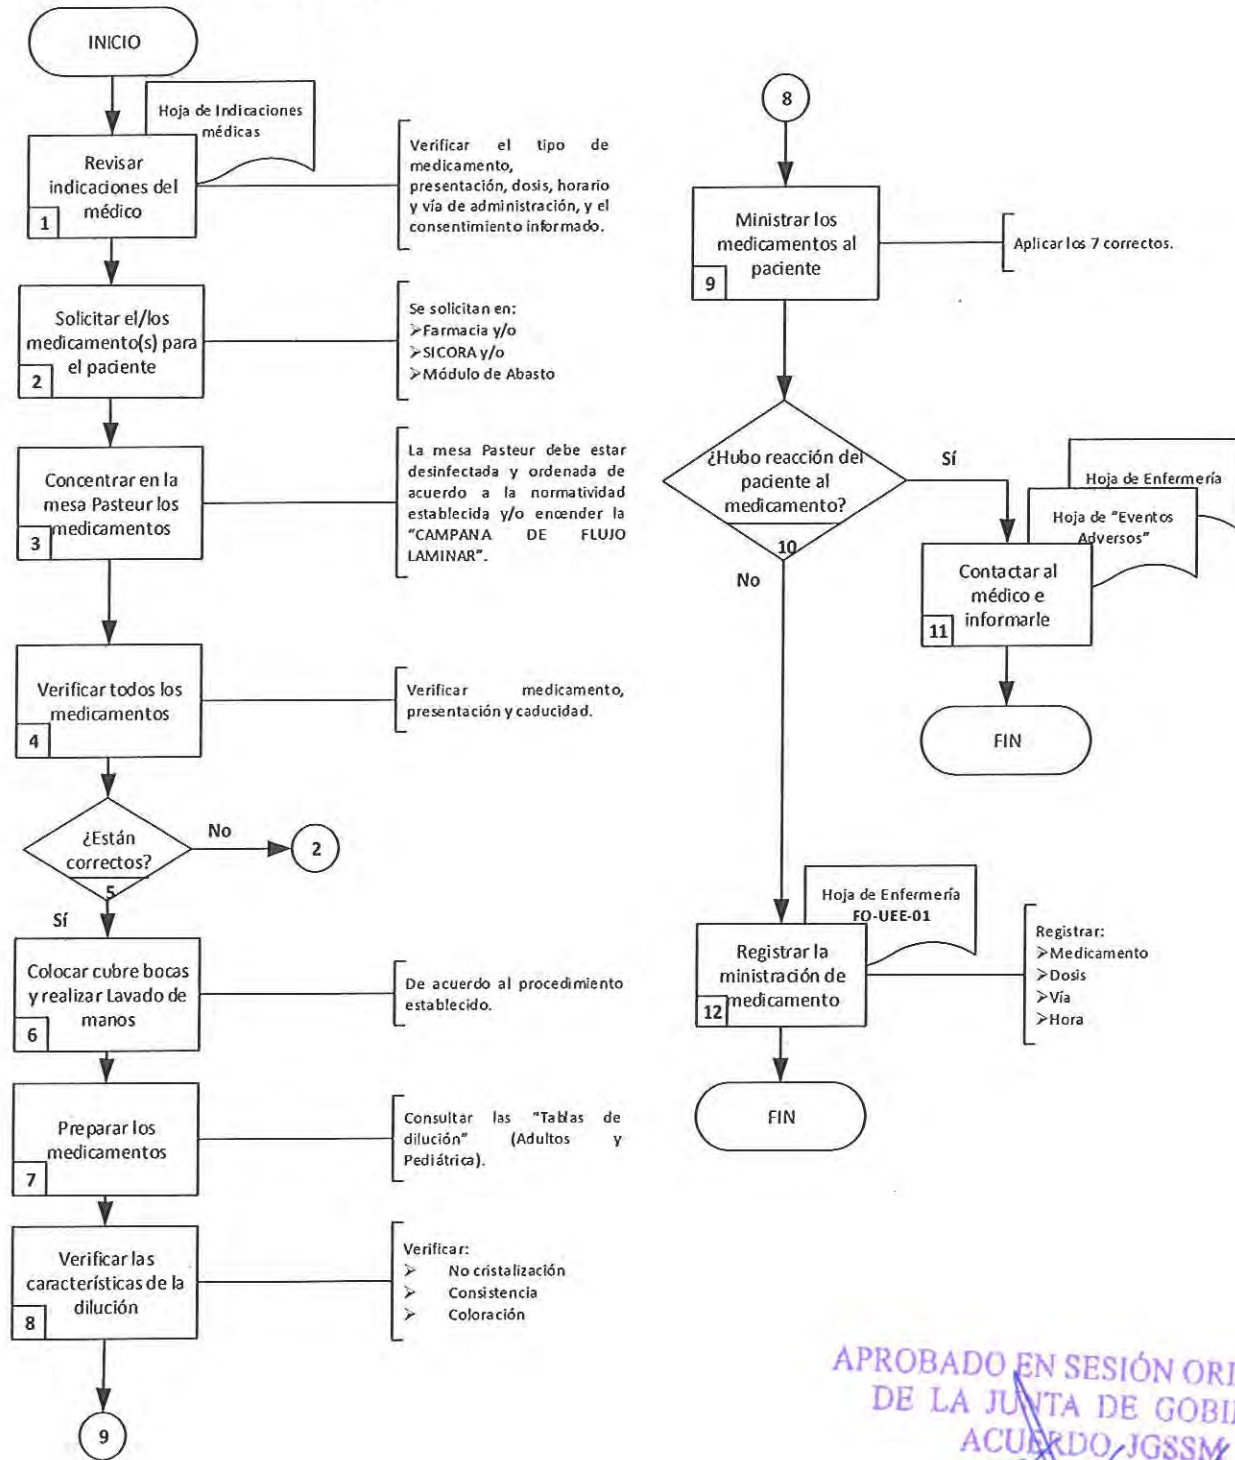 INICIO
Hoja de Indicaciones
médicas
Revisar
indicaciones del
médico
1
Verificar el tipo de
medicamento,
presentación, dosis, horario
y vía de administración, y el
consentimiento informado.
Solicitar el/los
medicamento(s) para
el paciente
2
Se solicitan en:
➢Farmacia y/o
➢SICORA y/o
➢Módulo de Abasto
Concentrar en la
mesa Pasteur los
medicamentos
3
La mesa Pasteur debe estar
desinfectada y ordenada de
acuerdo a la normatividad
establecida y/o encender la
"CAMPANA DE FLUJO
LAMINAR".
Verificar todos los
medicamentos
4
Verificar medicamento,
presentación y caducidad.
¿Están
correctos?
5
No
2
Sí
Colocar cubre bocas
y realizar Lavado de
manos
6
De acuerdo al procedimiento
establecido.
Preparar los
medicamentos
7
Consultar las "Tablas de
dilución" (Adultos y
Pediátrica).
Verificar las
características de la
dilución
8
Verificar:
➢ No cristalización
➢ Consistencia
➢ Coloración
9
8
Ministrar los
medicamentos al
paciente
9
Aplicar los 7 correctos.
¿Hubo reacción del
paciente al
medicamento?
10
Sí
No
Hoja de Enfermería
Hoja de "Eventos
Adversos"
Contactar al
médico e
informarle
11
FIN
Hoja de Enfermería
FO-UEE-01
Registrar la
ministración de
medicamento
12
Registrar:
➢Medicamento
➢Dosis
➢Vía
➢Hora
FIN
APROBADO EN SESIÓN
DE LA JUNTA DE
ACUERDO JGSSM